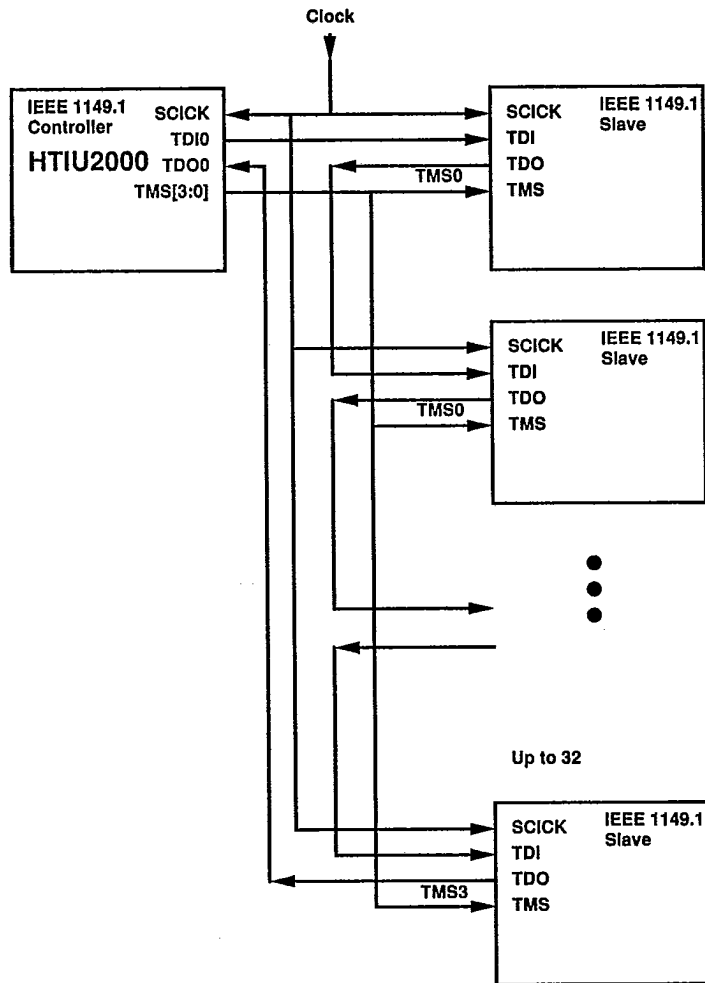 Clock
IEEE 1149.1
Controller
HTIU2000
SCICK
TDI0
TDO0
TMS[3:0]
SCICK
TDI
TDO
TMS
IEEE 1149.1
Slave
TMS0
SCICK
TDI
TDO
TMS
IEEE 1149.1
Slave
TMS0
Up to 32
SCICK
TDI
TDO
TMS
IEEE 1149.1
Slave
TMS3